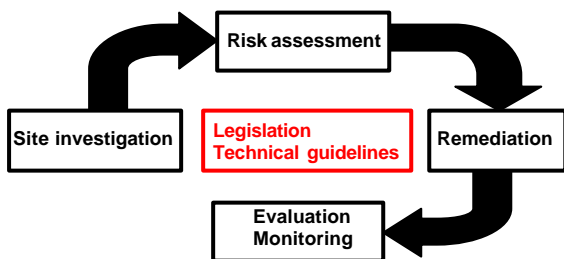 Risk assessment
Site investigation
Legislation
Technical guidelines
Remediation
Evaluation
Monitoring